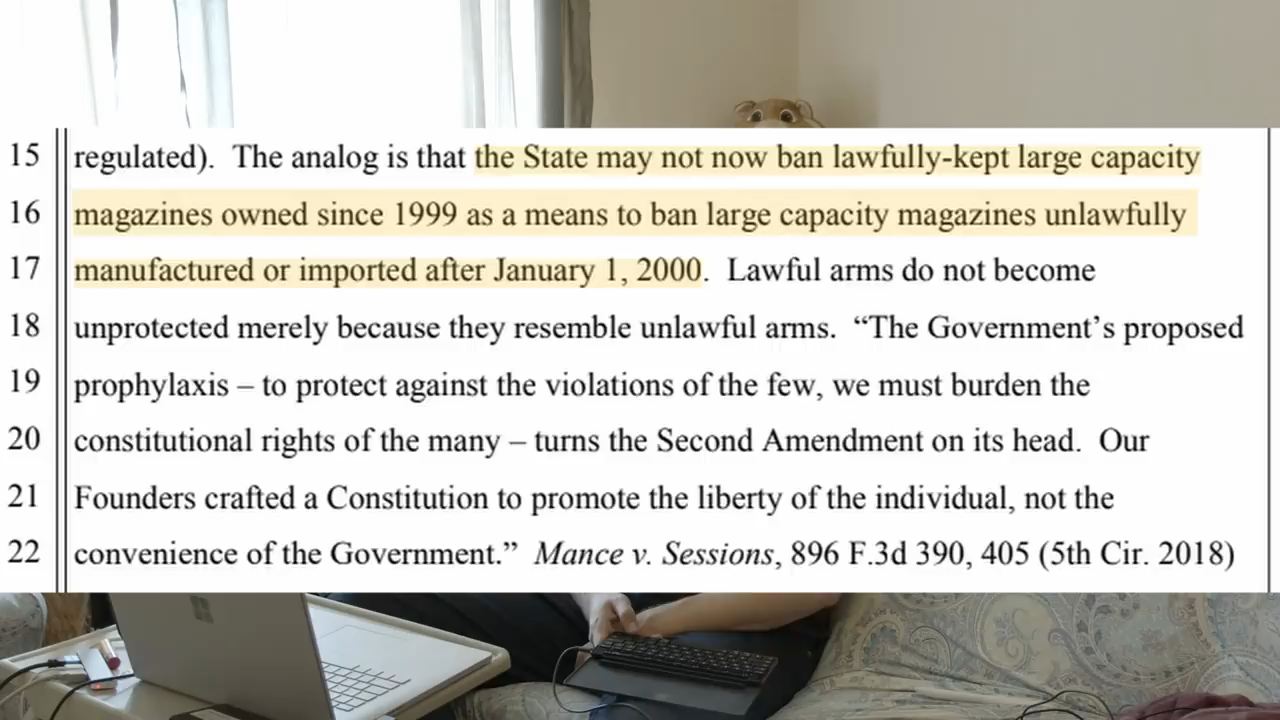 15 regulated). The analog is that the State may not now ban lawfully-kept large capacity
16 magazines owned since 1999 as a means to ban large capacity magazines unlawfully
17 manufactured or imported after January 1, 2000. Lawful arms do not become
18 unprotected merely because they resemble unlawful arms. “The Government’s proposed
19 prophylaxis – to protect against the violations of the few, we must burden the
20 constitutional rights of the many – turns the Second Amendment on its head. Our
21 Founders crafted a Constitution to promote the liberty of the individual, not the
22 convenience of the Government.” Mance v. Sessions, 896 F.3d 390, 405 (5th Cir. 2018)